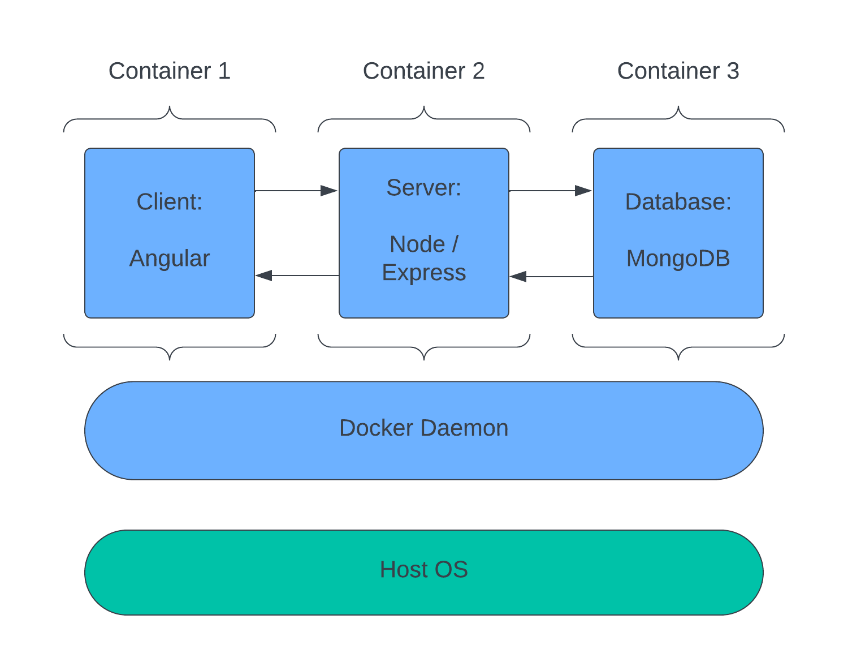 Container 1
Container 2
Container 3
Client:
Angular
Server:
Node /
Express
Database:
MongoDB
Docker Daemon
Host OS